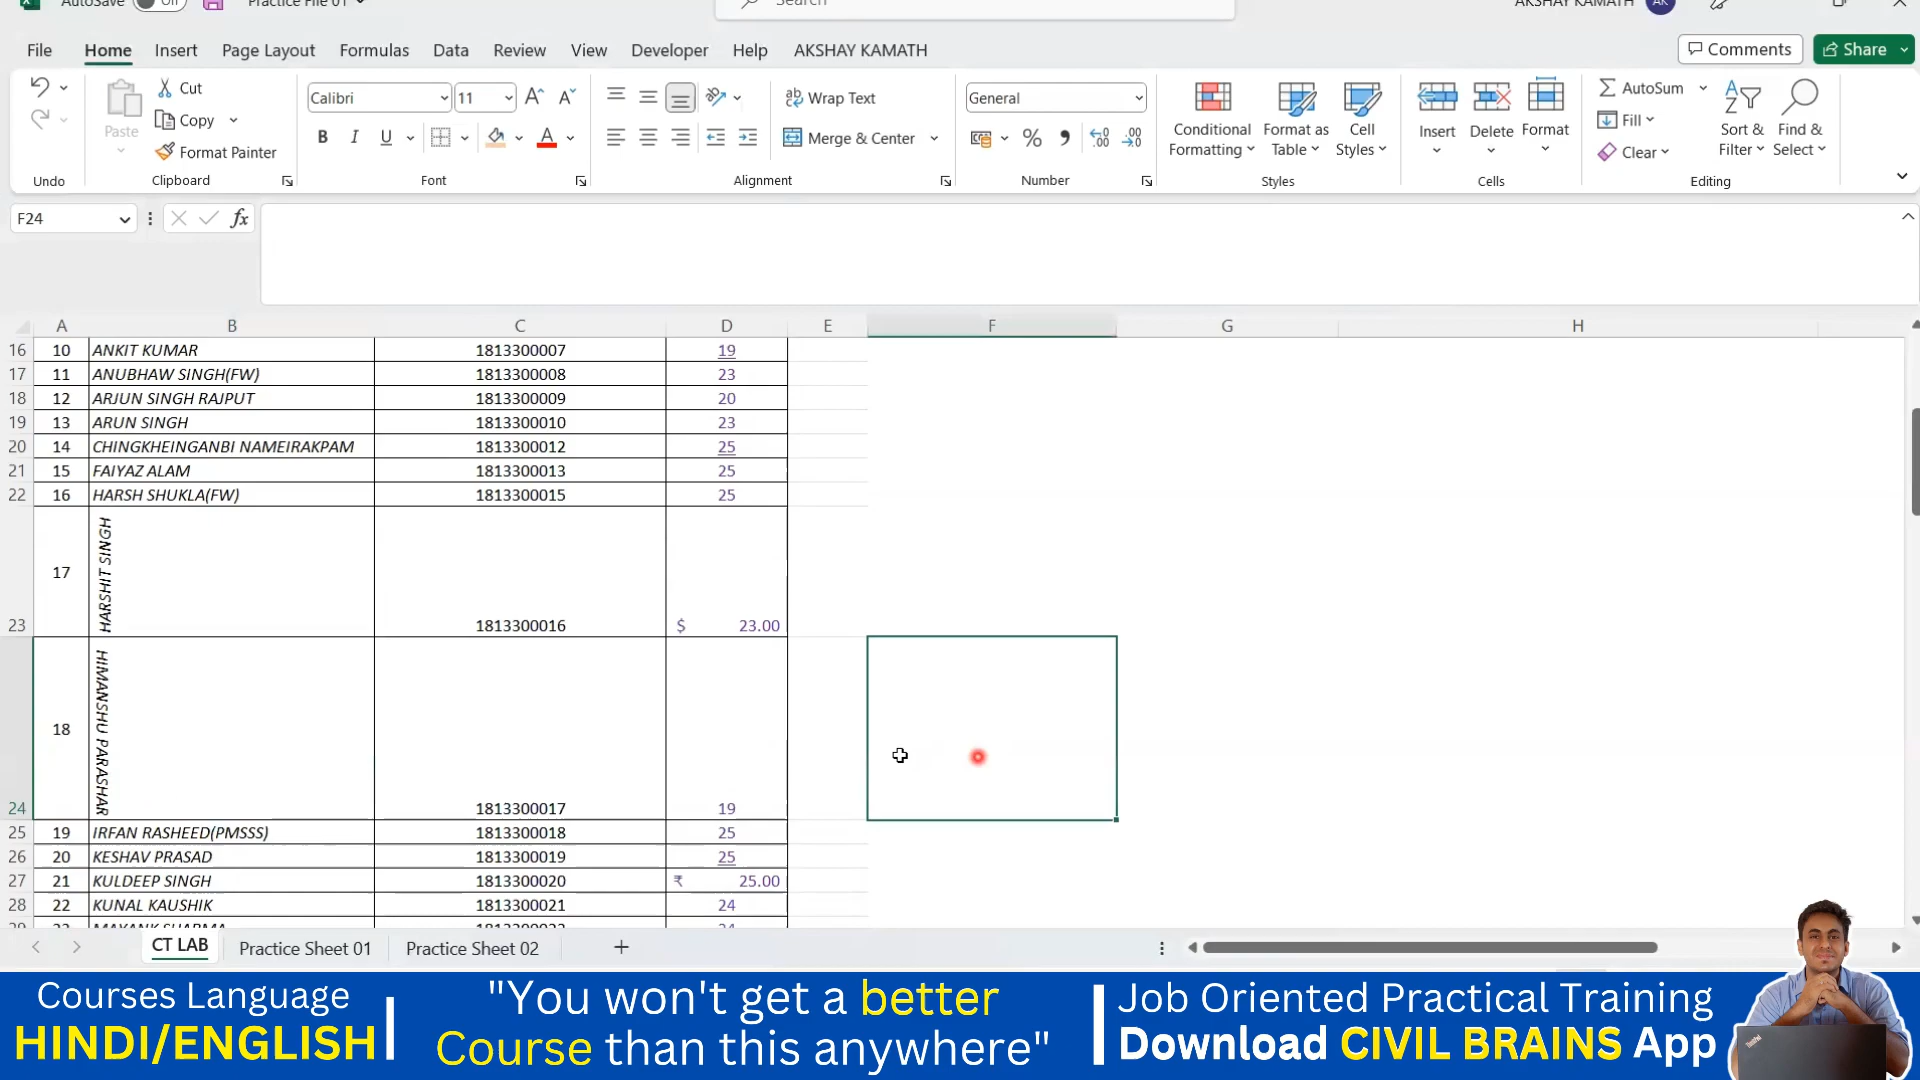 AutoSave Off Practice File 01 Search AKSHAY KAMATH AK
File Home Insert Page Layout Formulas Data Review View Developer Help AKSHAY KAMATH Comments Share
Cut
Copy
Format Painter
Paste
Undo
Clipboard
Calibri 11
B I U A
Font
Wrap Text
Merge & Center
Alignment
General
% ,
Number
Conditional Formatting
Format as Table
Cell Styles
Styles
Insert Delete Format
Cells
AutoSum
Fill
Clear
Sort & Filter
Find & Select
Editing
F24 fx
A B C D E F G H
16 10 ANKIT KUMAR 1813300007 19
17 11 ANUBHAW SINGH(FW) 1813300008 23
18 12 ARJUN SINGH RAJPUT 1813300009 20
19 13 ARUN SINGH 1813300010 23
20 14 CHINGKHEINGANBI NAMEIRAKPAM 1813300012 25
21 15 FAIYAZ ALAM 1813300013 25
22 16 HARSH SHUKLA(FW) 1813300015 25
23 17 HARSHIT SINGH 1813300016 $ 23.00
24 18 HIMANSHU PARASHAR 1813300017 19
25 19 IRFAN RASHEED(PMSSS) 1813300018 25
26 20 KESHAV PRASAD 1813300019 25
27 21 KULDEEP SINGH 1813300020 ₹ 25.00
28 22 KUNAL KAUSHIK 1813300021 24
CT LAB Practice Sheet 01 Practice Sheet 02
Courses Language
HINDI/ENGLISH
"You won't get a better
Course than this anywhere"
Job Oriented Practical Training
Download CIVIL BRAINS App